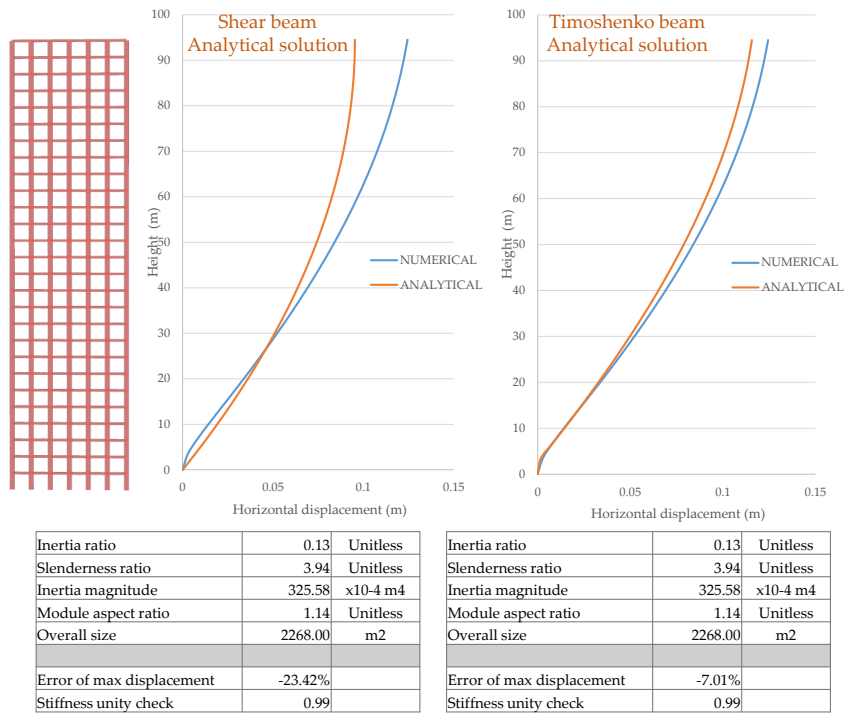 Shear beam
Analytical solution
100
90
80
70
60
50
40
30
20
10
0
Height (m)
0 0.05 0.1 0.15
Horizontal displacement (m)
NUMERICAL
ANALYTICAL
Timoshenko beam
Analytical solution
100
90
80
70
60
50
40
30
20
10
0
Height (m)
0 0.05 0.1 0.15
Horizontal displacement (m)
NUMERICAL
ANALYTICAL
Inertia ratio 0.13 Unitless
Slenderness ratio 3.94 Unitless
Inertia magnitude 325.58 x10-4 m4
Module aspect ratio 1.14 Unitless
Overall size 2268.00 m2
Error of max displacement -23.42%
Stiffness unity check 0.99
Inertia ratio 0.13 Unitless
Slenderness ratio 3.94 Unitless
Inertia magnitude 325.58 x10-4 m4
Module aspect ratio 1.14 Unitless
Overall size 2268.00 m2
Error of max displacement -7.01%
Stiffness unity check 0.99